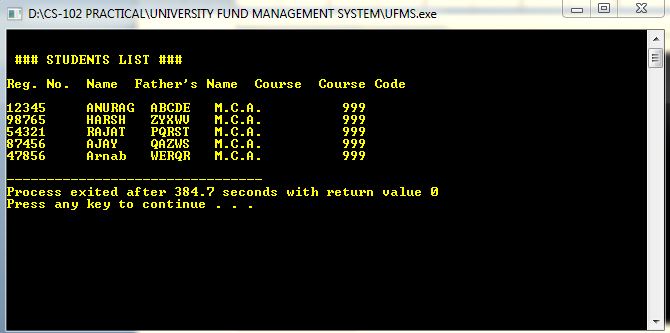 D:\CS-102 PRACTICAL\UNIVERSITY FUND MANAGEMENT SYSTEM\UFMS.exe
### STUDENTS LIST ###
Reg. No. Name Father's Name Course Course Code
12345 ANURAG ABCDE M.C.A. 999
98765 HARSH ZYXWV M.C.A. 999
54321 RAJAT PQRST M.C.A. 999
87456 AJAY QAZWS M.C.A. 999
47856 Arnab WERQR M.C.A. 999
--------------------------------
Process exited after 384.7 seconds with return value 0
Press any key to continue . . .